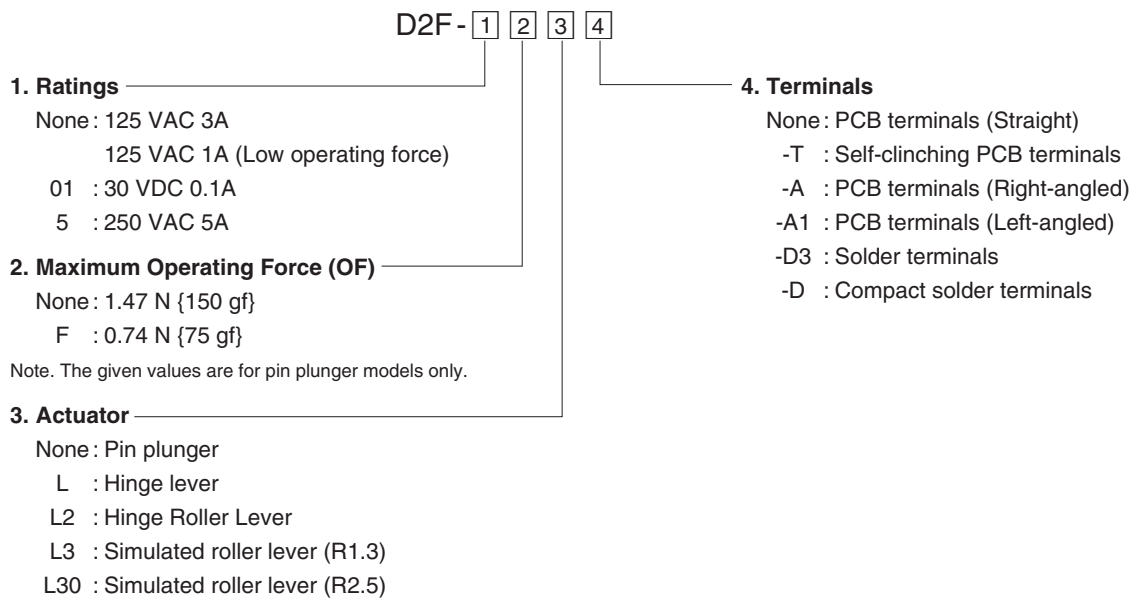 D2F- 1 2 3 4
1. Ratings
None : 125 VAC 3A
125 VAC 1A (Low operating force)
01 : 30 VDC 0.1A
5 : 250 VAC 5A
2. Maximum Operating Force (OF)
None : 1.47 N {150 gf}
F : 0.74 N {75 gf}
Note. The given values are for pin plunger models only.
3. Actuator
None : Pin plunger
L : Hinge lever
L2 : Hinge Roller Lever
L3 : Simulated roller lever (R1.3)
L30 : Simulated roller lever (R2.5)
4. Terminals
None : PCB terminals (Straight)
-T : Self-clinching PCB terminals
-A : PCB terminals (Right-angled)
-A1 : PCB terminals (Left-angled)
-D3 : Solder terminals
-D : Compact solder terminals